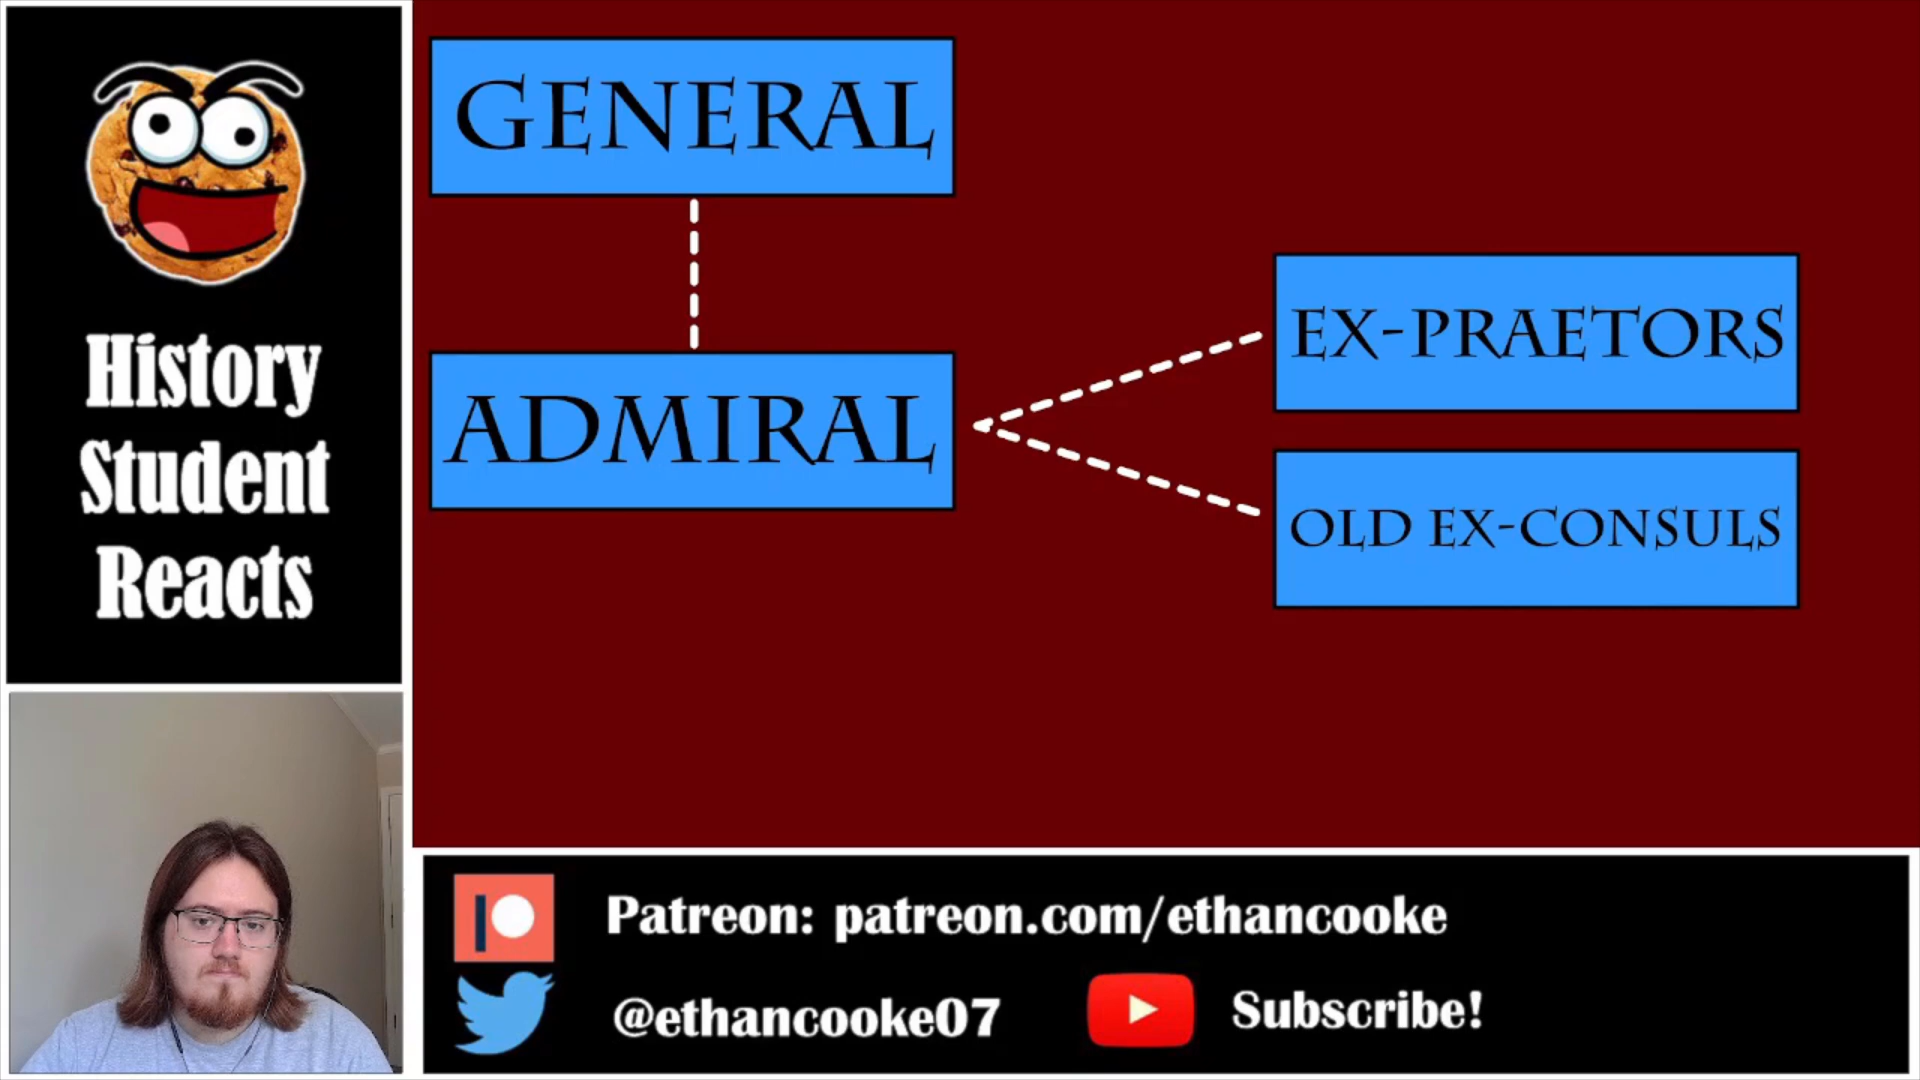 History
Student
Reacts
GENERAL
ADMIRAL
EX-PRAETORS
OLD EX-CONSULS
Patreon: patreon.com/ethancooke
@ethancooke07
Subscribe!